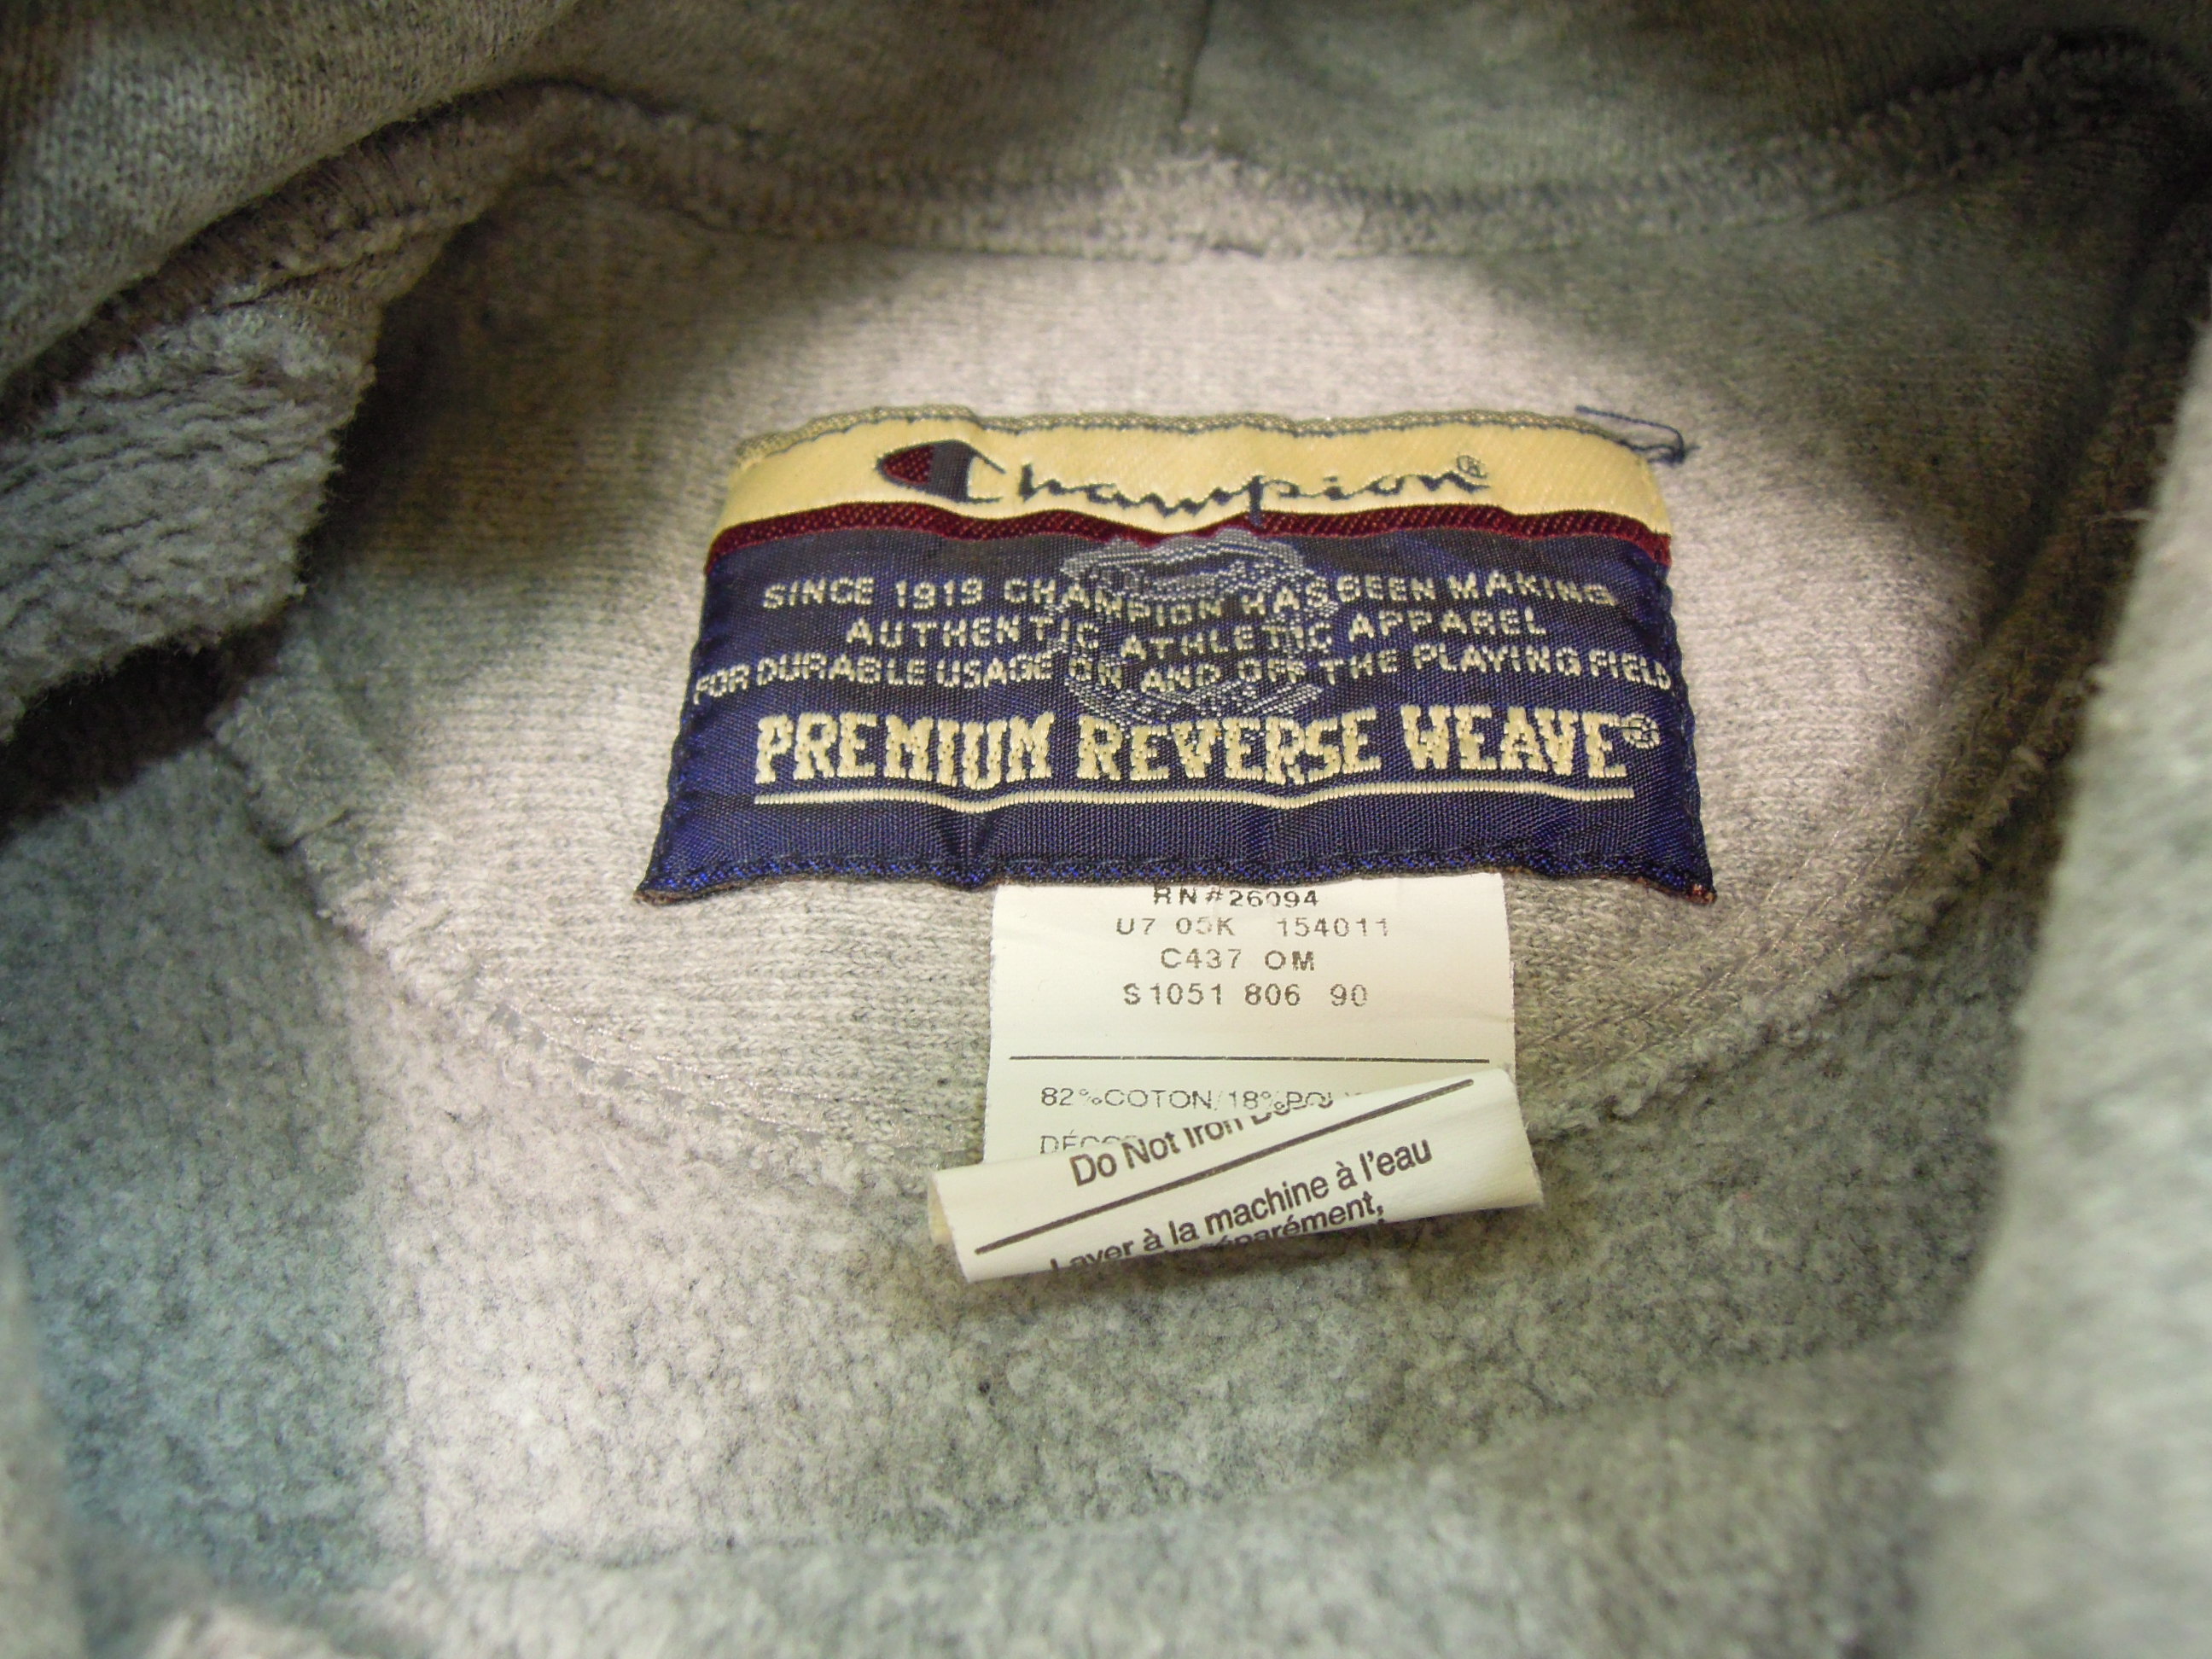 Champion®
SINCE 1919 CHAMPION HAS BEEN MAKING
AUTHENTIC ATHLETIC APPAREL
FOR DURABLE USAGE ON AND OFF THE PLAYING FIELD
PREMIUM REVERSE WEAVE®
RN#26094
U7 05K 154011
C437 OM
S1051 806 90
82%COTON/18%POLY
Do Not Iron
Laver à la machine à l'eau
séparément,